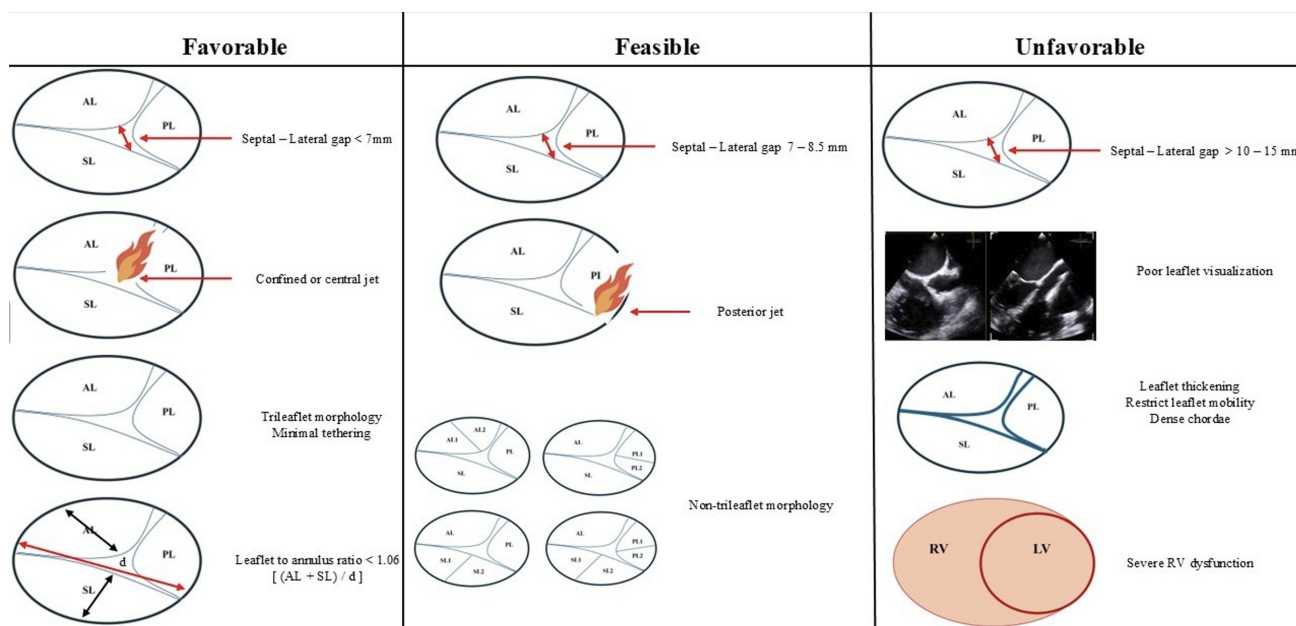 Favorable
Feasible
Unfavorable
AL
PL
SL
Septal – Lateral gap < 7mm
AL
PL
SL
Septal – Lateral gap 7 – 8.5 mm
AL
PL
SL
Septal – Lateral gap > 10 – 15 mm
AL
PL
SL
Confined or central jet
AL
PL
SL
Posterior jet
Poor leaflet visualization
AL
PL
SL
Trileaflet morphology
Minimal tethering
AL1
AL2
PL
SL
AL
PL1
PL2
SL
AL
PL
SL1
SL2
AL
PL1
PL2
SL1
SL2
Non-trileaflet morphology
AL
PL
SL
Leaflet thickening
Restrict leaflet mobility
Dense chordae
AL
PL
d
SL
Leaflet to annulus ratio < 1.06
[ (AL + SL) / d ]
RV
LV
Severe RV dysfunction